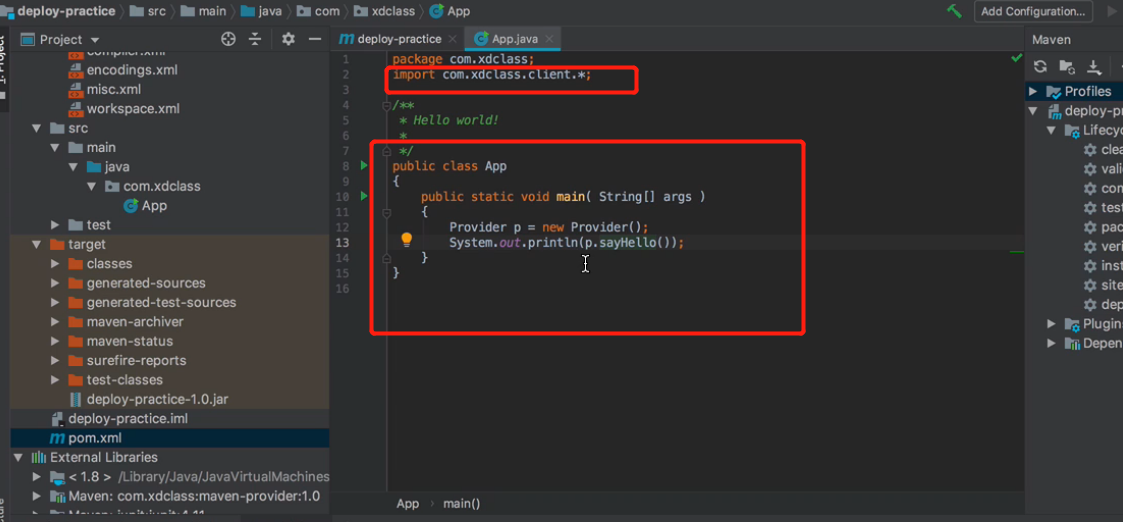 deploy-practice src main java com xdclass App
Add Configuration...
1: Project
Project
deploy-practice
App.java
Maven
compiler.xml
encodings.xml
misc.xml
workspace.xml
src
main
java
com.xdclass
App
test
target
classes
generated-sources
generated-test-sources
maven-archiver
maven-status
surefire-reports
test-classes
deploy-practice-1.0.jar
deploy-practice.iml
pom.xml
External Libraries
< 1.8 > /Library/Java/JavaVirtualMachines
Maven: com.xdclass:maven-provider:1.0
Maven: junit:junit:4.11
1 package com.xdclass;
2 import com.xdclass.client.*;
3
4 /**
5 * Hello world!
6 *
7 */
8 public class App
9 {
10 public static void main( String[] args )
11 {
12 Provider p = new Provider();
13 System.out.println(p.sayHello());
14 }
15 }
16
App main()
Profiles
deploy-pr
Lifecyc
clea
vali
com
test
pac
veri
inst
site
dep
Plugin
Depen